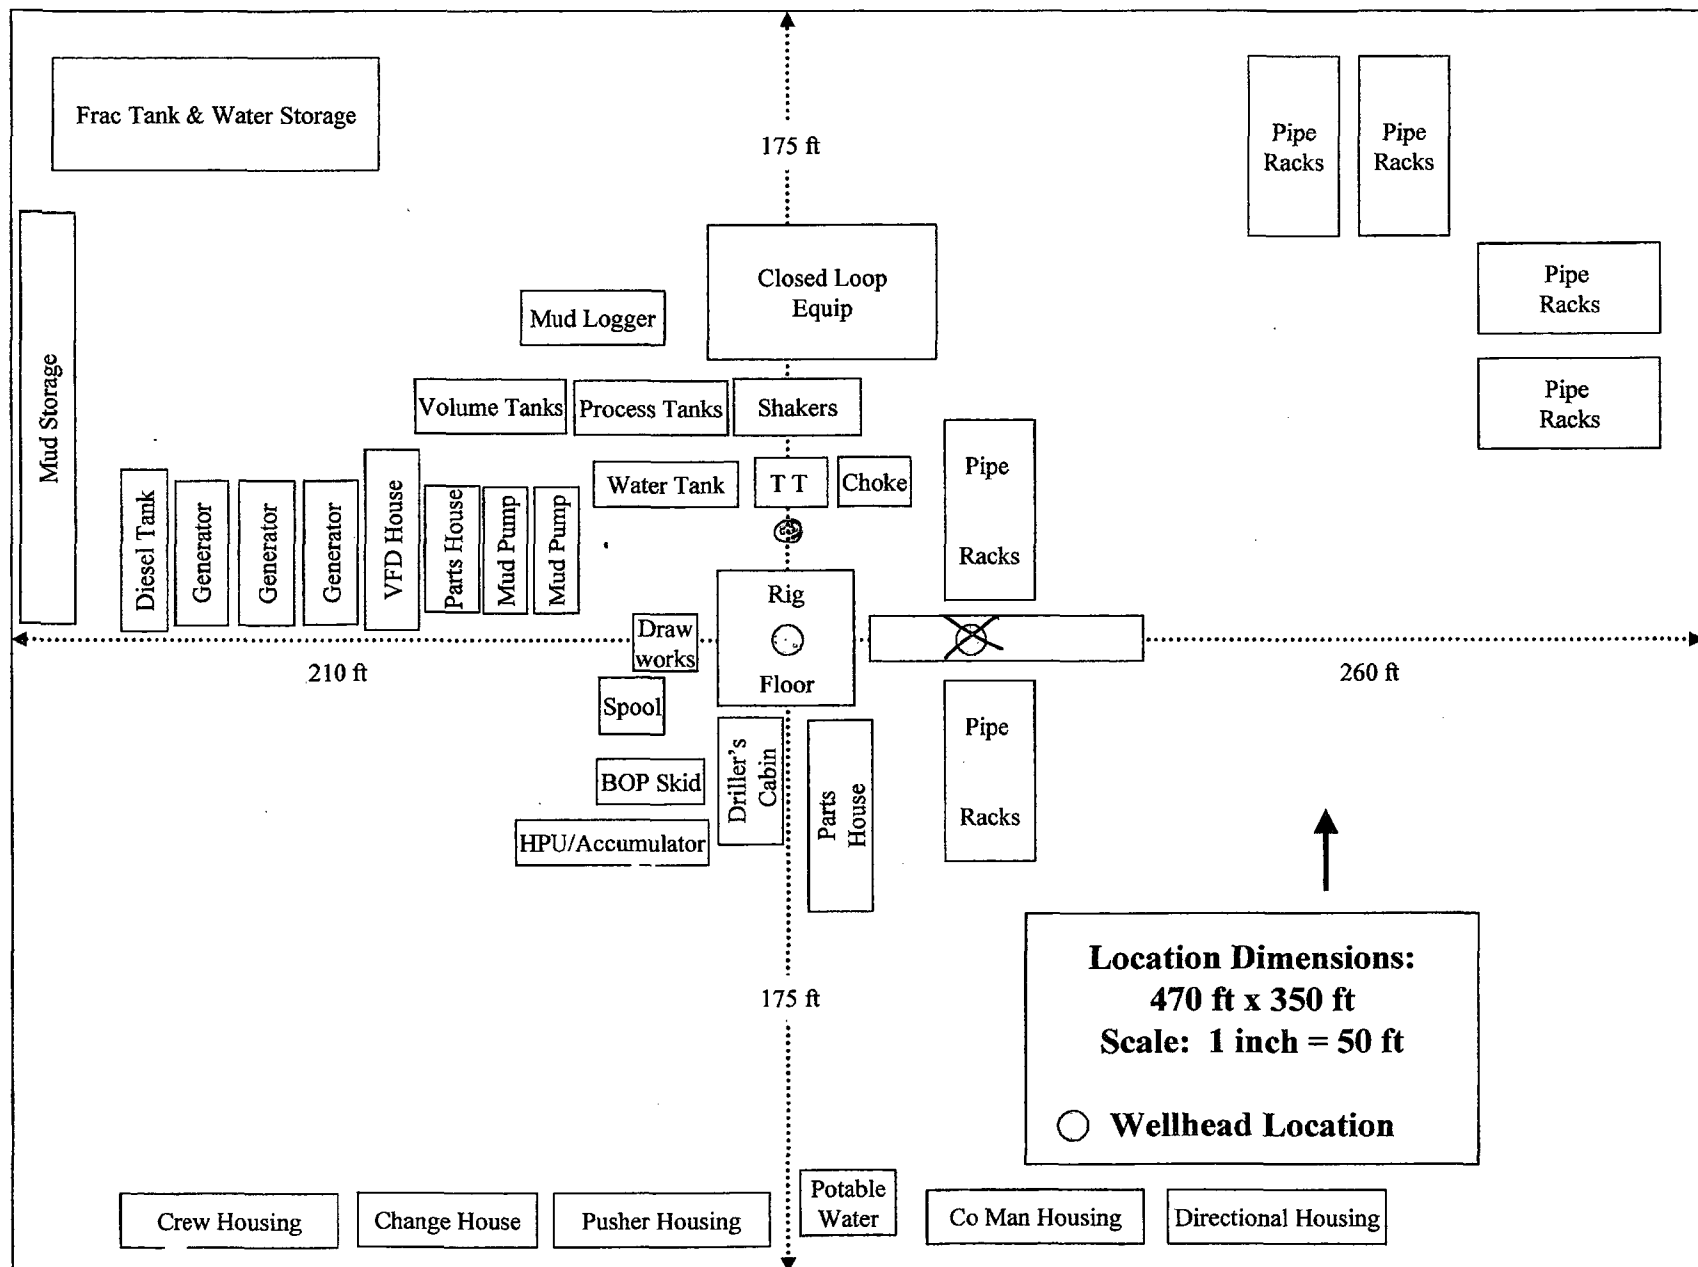 Frac Tank & Water Storage
175 ft
Pipe
Racks
Pipe
Racks
Closed Loop
Equip
Pipe
Racks
Mud Logger
Mud Storage
Volume Tanks
Process Tanks
Shakers
Pipe
Racks
Diesel Tank
Generator
Generator
Generator
VFD House
Parts House
Mud Pump
Mud Pump
Water Tank
T T
Choke
Pipe
Racks
Rig
Floor
Draw
works
210 ft
260 ft
Spool
BOP Skid
HPU/Accumulator
Driller's
Cabin
Parts
House
Pipe
Racks
175 ft
Location Dimensions:
470 ft x 350 ft
Scale: 1 inch = 50 ft
Wellhead Location
Crew Housing
Change House
Pusher Housing
Potable
Water
Co Man Housing
Directional Housing